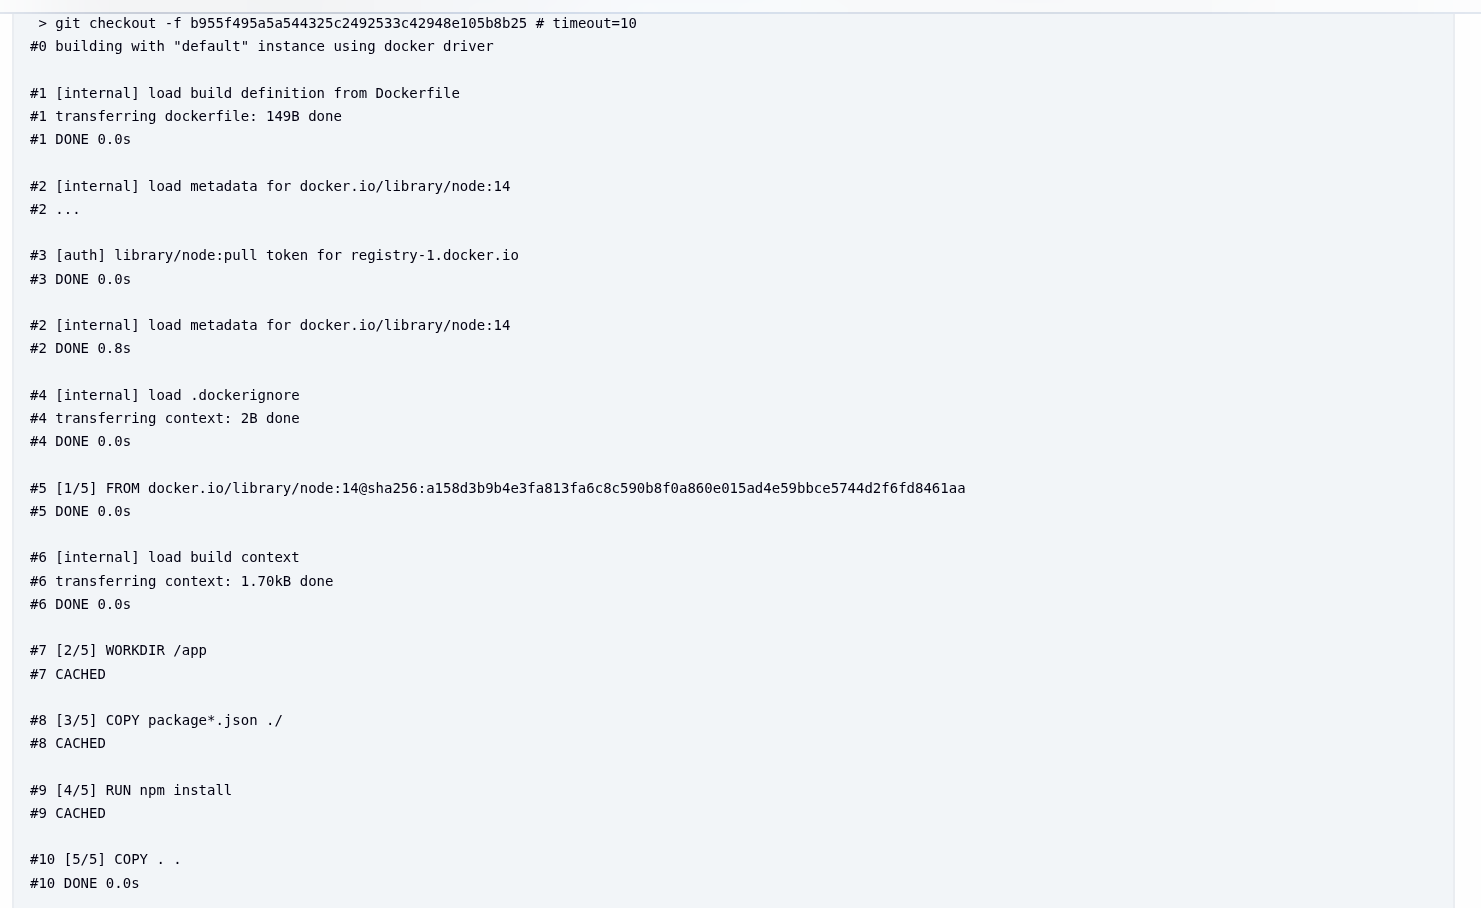 > git checkout -f b955f495a5a544325c2492533c42948e105b8b25 # timeout=10
#0 building with "default" instance using docker driver
#1 [internal] load build definition from Dockerfile
#1 transferring dockerfile: 149B done
#1 DONE 0.0s
#2 [internal] load metadata for docker.io/library/node:14
#2 ...
#3 [auth] library/node:pull token for registry-1.docker.io
#3 DONE 0.0s
#2 [internal] load metadata for docker.io/library/node:14
#2 DONE 0.8s
#4 [internal] load .dockerignore
#4 transferring context: 2B done
#4 DONE 0.0s
#5 [1/5] FROM docker.io/library/node:14@sha256:a158d3b9b4e3fa813fa6c8c590b8f0a860e015ad4e59bbce5744d2f6fd8461aa
#5 DONE 0.0s
#6 [internal] load build context
#6 transferring context: 1.70kB done
#6 DONE 0.0s
#7 [2/5] WORKDIR /app
#7 CACHED
#8 [3/5] COPY package*.json ./
#8 CACHED
#9 [4/5] RUN npm install
#9 CACHED
#10 [5/5] COPY . .
#10 DONE 0.0s